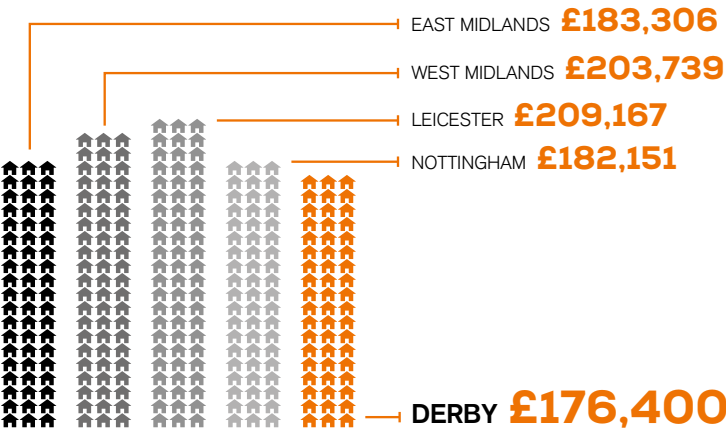 EAST MIDLANDS £183,306
WEST MIDLANDS £203,739
LEICESTER £209,167
NOTTINGHAM £182,151
DERBY £176,400